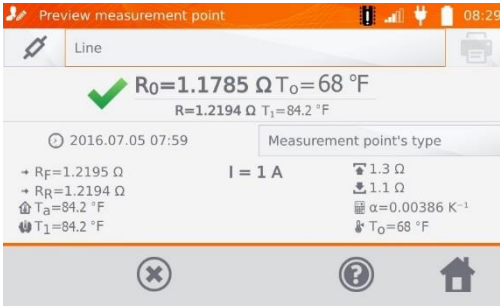 Preview measurement point
08:29
Line
R0=1.1785 Ω To=68 °F
R=1.2194 Ω T1=84.2 °F
2016.07.05 07:59
Measurement point's type
→ RF=1.2195 Ω
I = 1 A
1.3 Ω
→ RR=1.2194 Ω
1.1 Ω
Ta=84.2 °F
α=0.00386 K⁻¹
T1=84.2 °F
To=68 °F